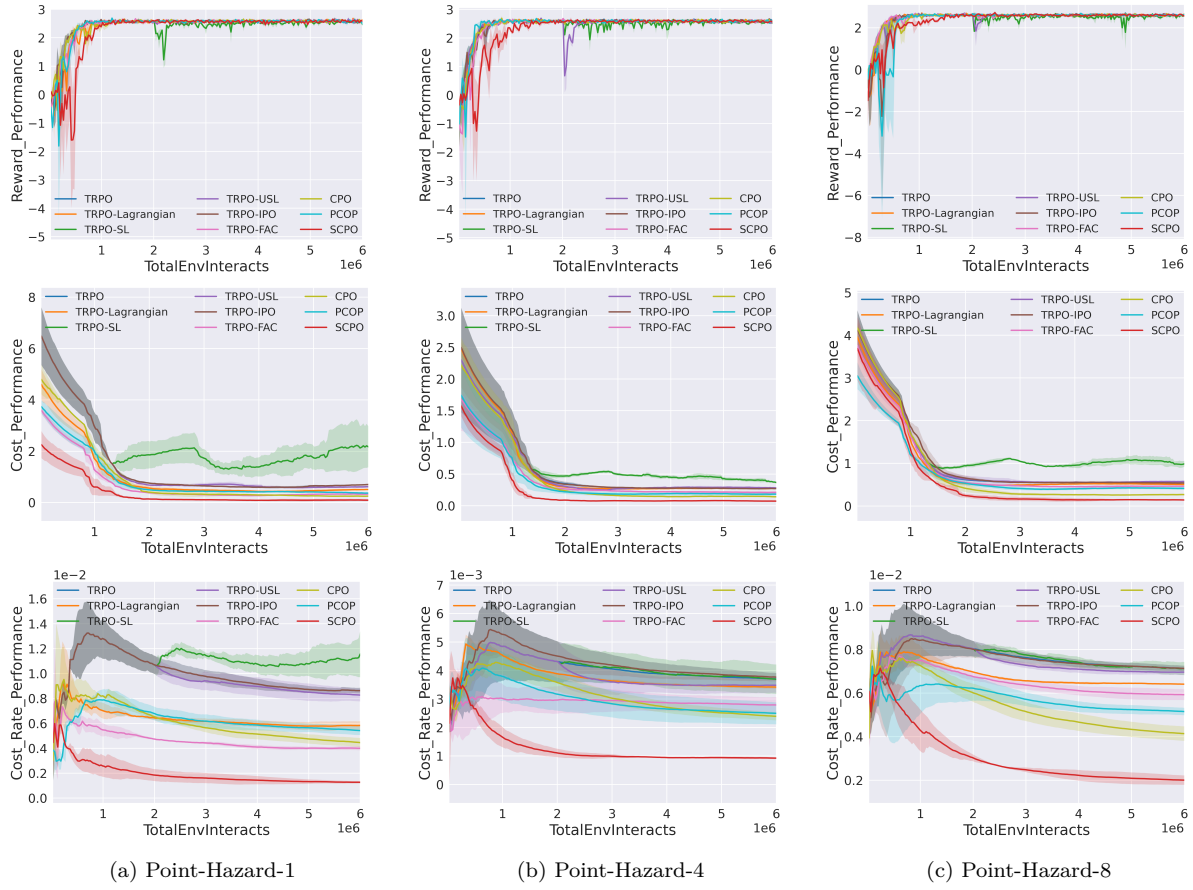 3
2
1
0
−1
−2
−3
−4
−5
Reward_Performance
TRPO
TRPO-Lagrangian
TRPO-SL
TRPO-USL
TRPO-IPO
TRPO-FAC
CPO
PCOP
SCPO
1 2 3 4 5 6
1e6
TotalEnvInteracts
3
2
1
0
−1
−2
−3
−4
−5
Reward_Performance
TRPO
TRPO-Lagrangian
TRPO-SL
TRPO-USL
TRPO-IPO
TRPO-FAC
CPO
PCOP
SCPO
1 2 3 4 5 6
1e6
TotalEnvInteracts
2
0
−2
−4
−6
−8
Reward_Performance
TRPO
TRPO-Lagrangian
TRPO-SL
TRPO-USL
TRPO-IPO
TRPO-FAC
CPO
PCOP
SCPO
1 2 3 4 5 6
1e6
TotalEnvInteracts
8
6
4
2
0
Cost_Performance
TRPO
TRPO-Lagrangian
TRPO-SL
TRPO-USL
TRPO-IPO
TRPO-FAC
CPO
PCOP
SCPO
1 2 3 4 5 6
1e6
TotalEnvInteracts
3.0
2.5
2.0
1.5
1.0
0.5
0.0
Cost_Performance
TRPO
TRPO-Lagrangian
TRPO-SL
TRPO-USL
TRPO-IPO
TRPO-FAC
CPO
PCOP
SCPO
1 2 3 4 5 6
1e6
TotalEnvInteracts
5
4
3
2
1
0
Cost_Performance
TRPO
TRPO-Lagrangian
TRPO-SL
TRPO-USL
TRPO-IPO
TRPO-FAC
CPO
PCOP
SCPO
1 2 3 4 5 6
1e6
TotalEnvInteracts
1e−2
1.6
1.4
1.2
1.0
0.8
0.6
0.4
0.2
0.0
Cost_Rate_Performance
TRPO
TRPO-Lagrangian
TRPO-SL
TRPO-USL
TRPO-IPO
TRPO-FAC
CPO
PCOP
SCPO
1 2 3 4 5 6
1e6
TotalEnvInteracts
1e−3
7
6
5
4
3
2
1
0
Cost_Rate_Performance
TRPO
TRPO-Lagrangian
TRPO-SL
TRPO-USL
TRPO-IPO
TRPO-FAC
CPO
PCOP
SCPO
1 2 3 4 5 6
1e6
TotalEnvInteracts
1e−2
1.0
0.8
0.6
0.4
0.2
Cost_Rate_Performance
TRPO
TRPO-Lagrangian
TRPO-SL
TRPO-USL
TRPO-IPO
TRPO-FAC
CPO
PCOP
SCPO
1 2 3 4 5 6
1e6
TotalEnvInteracts
(a) Point-Hazard-1
(b) Point-Hazard-4
(c) Point-Hazard-8